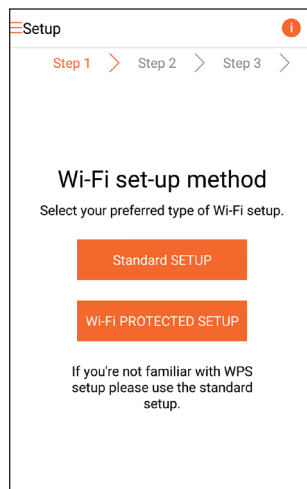 Setup
i
Step 1 Step 2 Step 3
Wi-Fi set-up method
Select your preferred type of Wi-Fi setup.
Standard SETUP
Wi-Fi PROTECTED SETUP
If you're not familiar with WPS
setup please use the standard
setup.